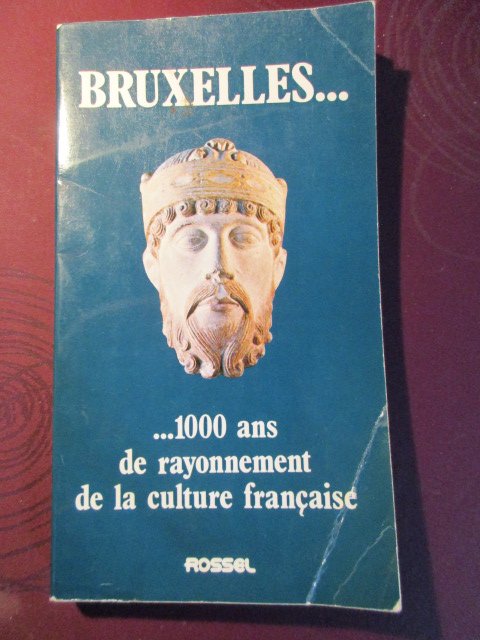 BRUXELLES...
...1000 ans
de rayonnement
de la culture française
ROSSEL